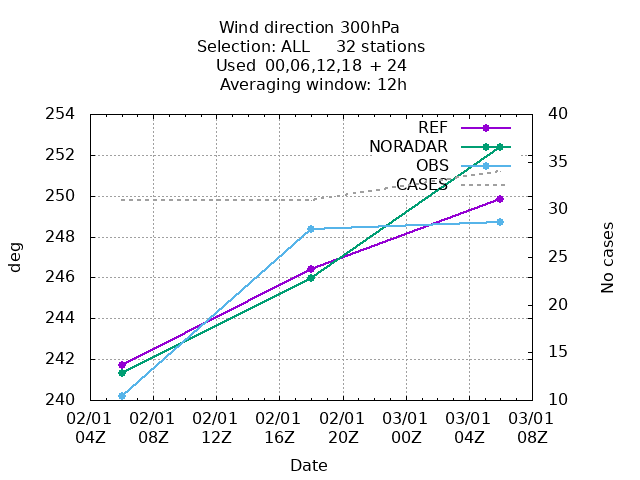 Wind direction 300hPa
Selection: ALL 32 stations
Used 00,06,12,18 + 24
Averaging window: 12h
254
252
250
248
246
244
242
240
deg
40
35
30
25
20
15
10
No cases
REF
NORADAR
OBS
CASES
02/01 02/01 02/01 02/01 02/01 03/01 03/01 03/01
04Z 08Z 12Z 16Z 20Z 00Z 04Z 08Z
Date